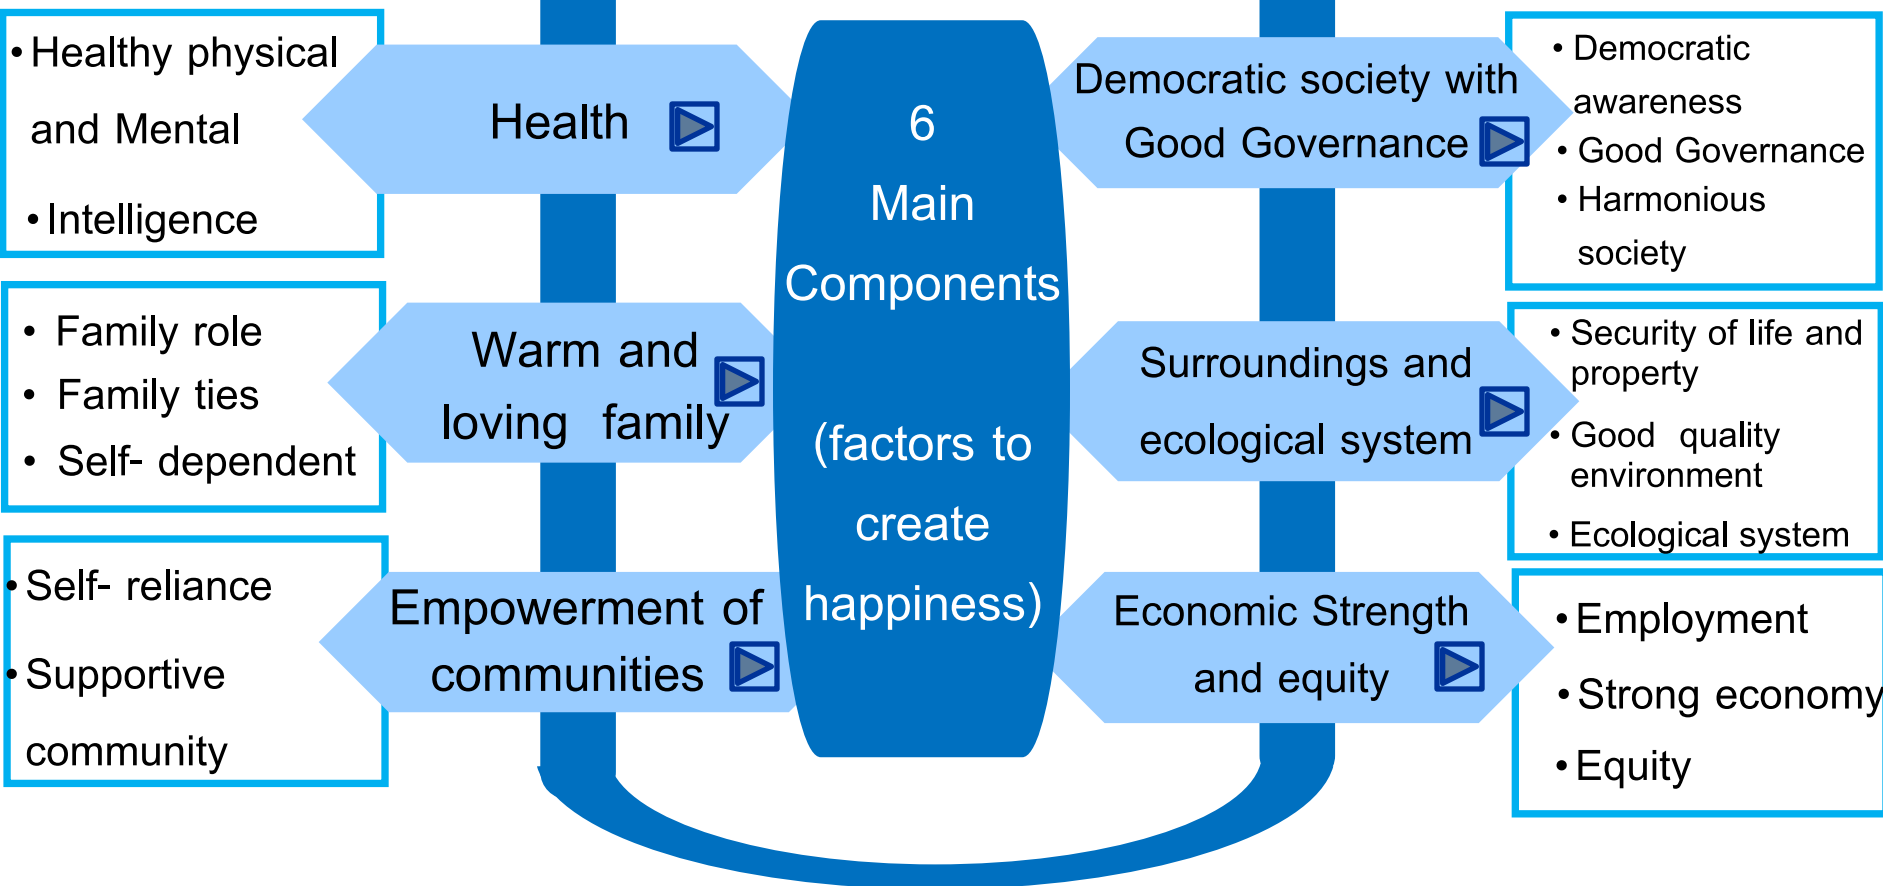 • Healthy physical
and Mental
• Intelligence
Health
• Family role
• Family ties
• Self- dependent
Warm and
loving family
• Self- reliance
• Supportive
community
Empowerment of
communities
6
Main
Components
(factors to
create
happiness)
Democratic society with
Good Governance
• Democratic
awareness
• Good Governance
• Harmonious
society
Surroundings and
ecological system
• Security of life and
property
• Good quality
environment
• Ecological system
Economic Strength
and equity
• Employment
• Strong economy
• Equity